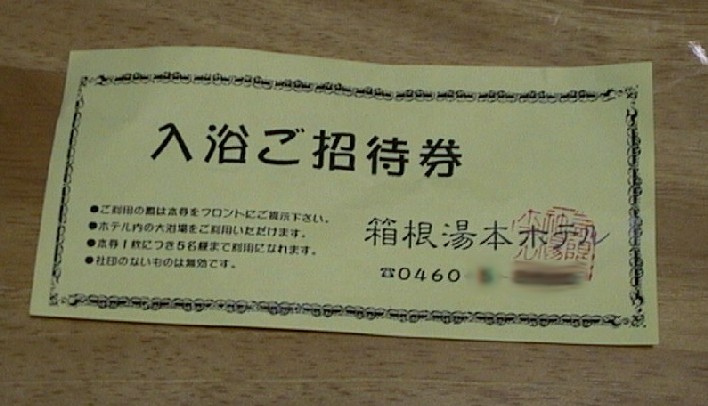 入浴ご招待券
●ご利用の際は本券をフロントにご提示下さい。
●ホテル内の大浴場をご利用いただけます。
●本券1枚につき5名様まで利用になれます。
●社印のないものは無効です。
箱根湯本ホテル
☎0460